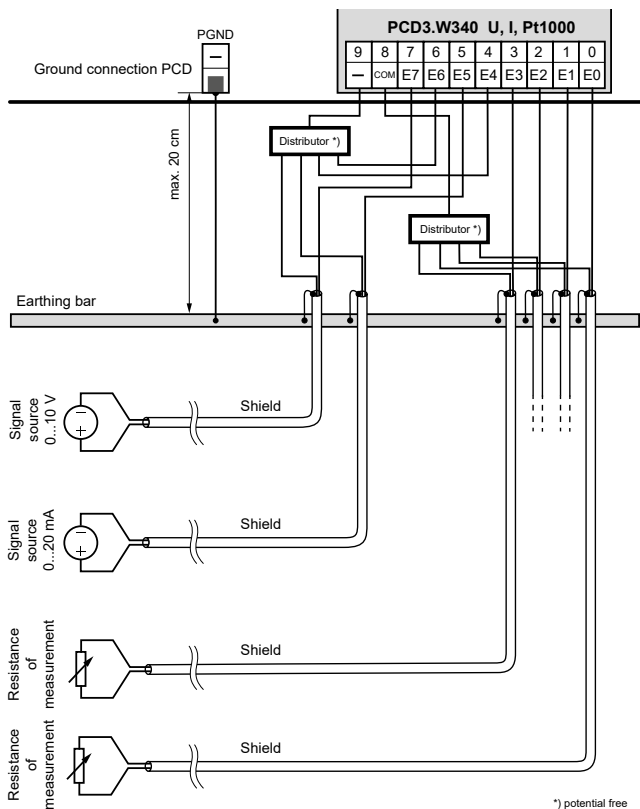 PGND
–
Ground connection PCD
PCD3.W340 U, I, Pt1000
9 8 7 6 5 4 3 2 1 0
– COM E7 E6 E5 E4 E3 E2 E1 E0
max. 20 cm
Distributor *)
Distributor *)
Earthing bar
Signal
source
0...10 V
–
+
Shield
Signal
source
0...20 mA
–
+
Shield
Resistance
of
measurement
Shield
Resistance
of
measurement
Shield
*) potential free